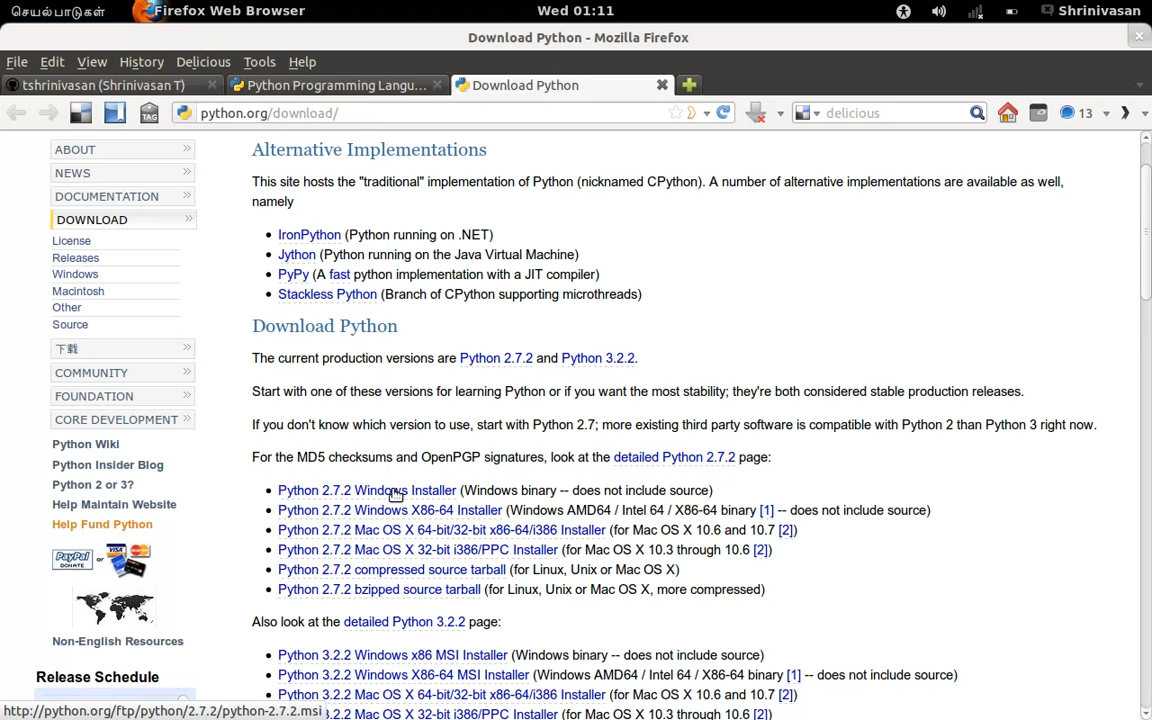 செயல்பாடுகள் Firefox Web Browser Wed 01:11 Shrinivasan
Download Python - Mozilla Firefox
File Edit View History Delicious Tools Help
tshrinivasan (Shrinivasan T) Python Programming Langu... Download Python
TAG python.org/download/ delicious 13
ABOUT
NEWS
DOCUMENTATION
DOWNLOAD
License
Releases
Windows
Macintosh
Other
Source
下载
COMMUNITY
FOUNDATION
CORE DEVELOPMENT
Python Wiki
Python Insider Blog
Python 2 or 3?
Help Maintain Website
Help Fund Python
PayPal DONATE or VISA
Non-English Resources
Release Schedule
Alternative Implementations
This site hosts the "traditional" implementation of Python (nicknamed CPython). A number of alternative implementations are available as well,
namely
• IronPython (Python running on .NET)
• Jython (Python running on the Java Virtual Machine)
• PyPy (A fast python implementation with a JIT compiler)
• Stackless Python (Branch of CPython supporting microthreads)
Download Python
The current production versions are Python 2.7.2 and Python 3.2.2.
Start with one of these versions for learning Python or if you want the most stability; they're both considered stable production releases.
If you don't know which version to use, start with Python 2.7; more existing third party software is compatible with Python 2 than Python 3 right now.
For the MD5 checksums and OpenPGP signatures, look at the detailed Python 2.7.2 page:
• Python 2.7.2 Windows Installer (Windows binary -- does not include source)
• Python 2.7.2 Windows X86-64 Installer (Windows AMD64 / Intel 64 / X86-64 binary [1] -- does not include source)
• Python 2.7.2 Mac OS X 64-bit/32-bit x86-64/i386 Installer (for Mac OS X 10.6 and 10.7 [2])
• Python 2.7.2 Mac OS X 32-bit i386/PPC Installer (for Mac OS X 10.3 through 10.6 [2])
• Python 2.7.2 compressed source tarball (for Linux, Unix or Mac OS X)
• Python 2.7.2 bzipped source tarball (for Linux, Unix or Mac OS X, more compressed)
Also look at the detailed Python 3.2.2 page:
• Python 3.2.2 Windows x86 MSI Installer (Windows binary -- does not include source)
• Python 3.2.2 Windows X86-64 MSI Installer (Windows AMD64 / Intel 64 / X86-64 binary [1] -- does not include source)
• Python 3.2.2 Mac OS X 64-bit/32-bit x86-64/i386 Installer (for Mac OS X 10.6 and 10.7 [2])
3.2.2 Mac OS X 32-bit i386/PPC Installer (for Mac OS X 10.3 through 10.6 [2])
http://python.org/ftp/python/2.7.2/python-2.7.2.msi